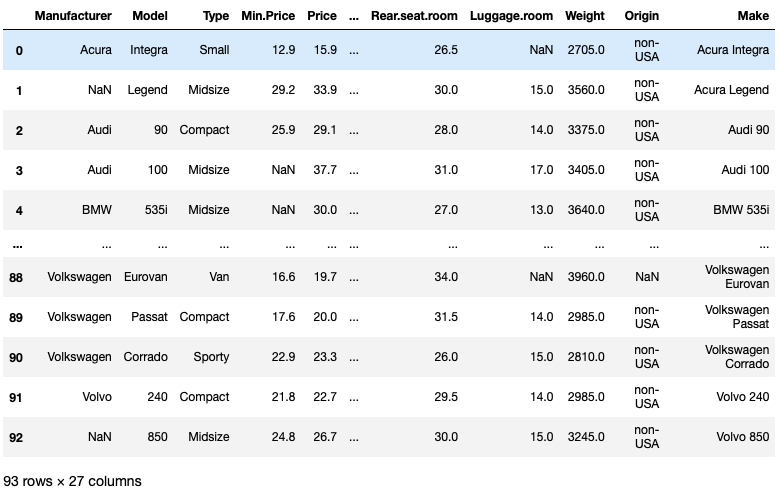 Manufacturer Model Type Min.Price Price ... Rear.seat.room Luggage.room Weight Origin Make
0 Acura Integra Small 12.9 15.9 ... 26.5 NaN 2705.0 non-USA Acura Integra
1 NaN Legend Midsize 29.2 33.9 ... 30.0 15.0 3560.0 non-USA Acura Legend
2 Audi 90 Compact 25.9 29.1 ... 28.0 14.0 3375.0 non-USA Audi 90
3 Audi 100 Midsize NaN 37.7 ... 31.0 17.0 3405.0 non-USA Audi 100
4 BMW 535i Midsize NaN 30.0 ... 27.0 13.0 3640.0 non-USA BMW 535i
... ... ... ... ... ... ... ... ... ... ... ...
88 Volkswagen Eurovan Van 16.6 19.7 ... 34.0 NaN 3960.0 NaN Volkswagen Eurovan
89 Volkswagen Passat Compact 17.6 20.0 ... 31.5 14.0 2985.0 non-USA Volkswagen Passat
90 Volkswagen Corrado Sporty 22.9 23.3 ... 26.0 15.0 2810.0 non-USA Volkswagen Corrado
91 Volvo 240 Compact 21.8 22.7 ... 29.5 14.0 2985.0 non-USA Volvo 240
92 NaN 850 Midsize 24.8 26.7 ... 30.0 15.0 3245.0 non-USA Volvo 850
93 rows × 27 columns